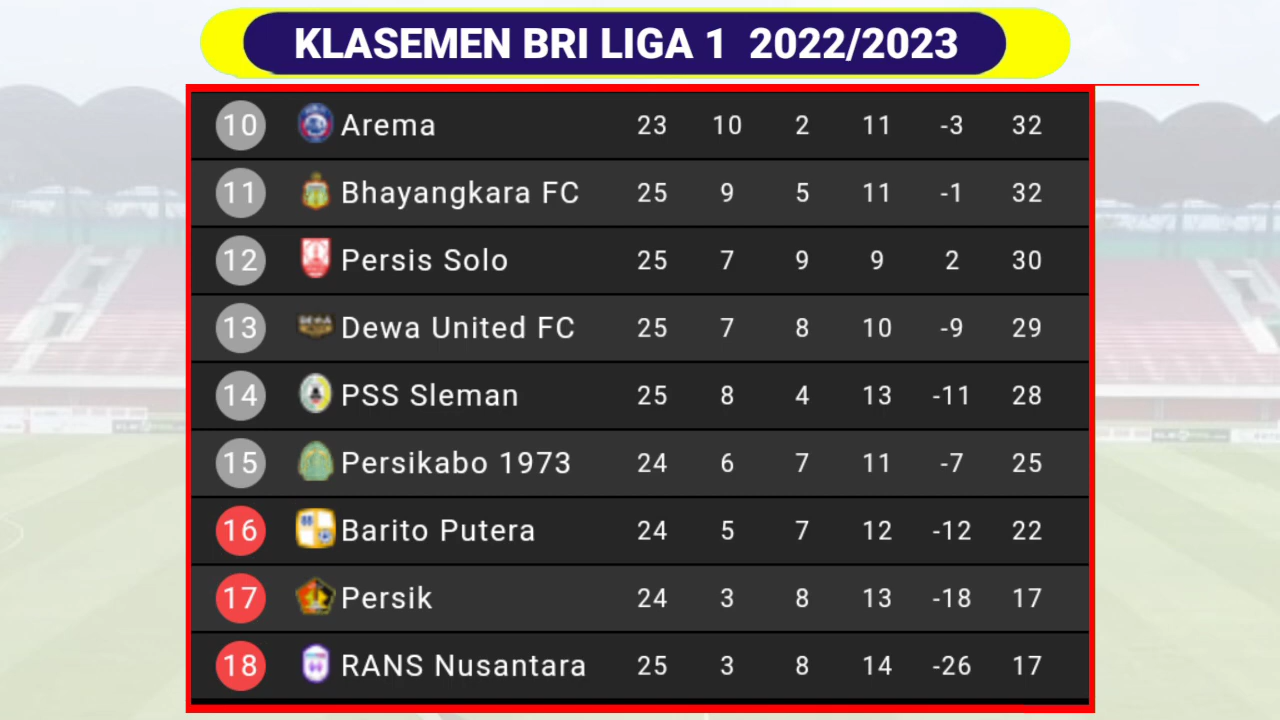 KLASEMEN BRI LIGA 1 2022/2023
10 Arema 23 10 2 11 -3 32
11 Bhayangkara FC 25 9 5 11 -1 32
12 Persis Solo 25 7 9 9 2 30
13 Dewa United FC 25 7 8 10 -9 29
14 PSS Sleman 25 8 4 13 -11 28
15 Persikabo 1973 24 6 7 11 -7 25
16 Barito Putera 24 5 7 12 -12 22
17 Persik 24 3 8 13 -18 17
18 RANS Nusantara 25 3 8 14 -26 17